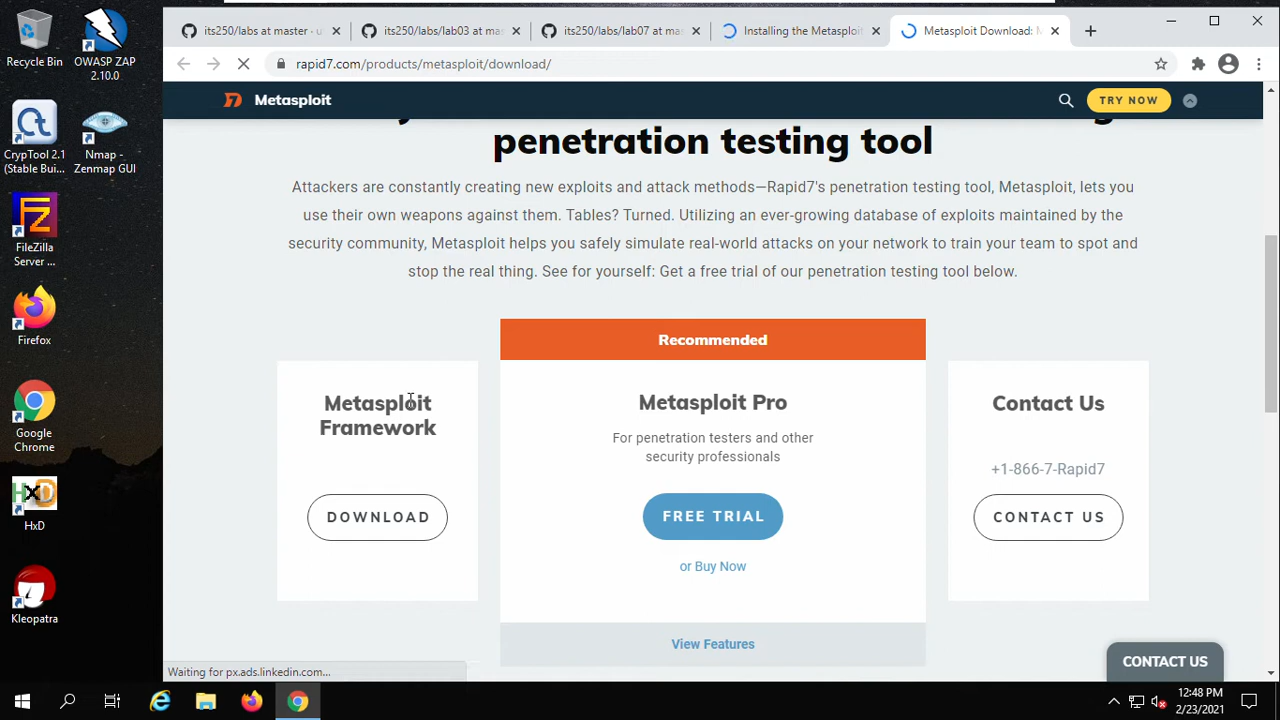 Recycle Bin
OWASP ZAP
2.10.0
CrypTool 2.1
(Stable Bui...
Nmap -
Zenmap GUI
FileZilla
Server ...
Firefox
Google
Chrome
HxD
Kleopatra
its250/labs at master · u
its250/labs/lab03 at mas
its250/labs/lab07 at mas
Installing the Metasploit
Metasploit Download: M
rapid7.com/products/metasploit/download/
Metasploit
TRY NOW
penetration testing tool
Attackers are constantly creating new exploits and attack methods—Rapid7's penetration testing tool, Metasploit, lets you
use their own weapons against them. Tables? Turned. Utilizing an ever-growing database of exploits maintained by the
security community, Metasploit helps you safely simulate real-world attacks on your network to train your team to spot and
stop the real thing. See for yourself: Get a free trial of our penetration testing tool below.
Recommended
Metasploit
Framework
DOWNLOAD
Metasploit Pro
For penetration testers and other
security professionals
FREE TRIAL
or Buy Now
View Features
Contact Us
+1-866-7-Rapid7
CONTACT US
CONTACT US
Waiting for px.ads.linkedin.com...
12:48 PM
2/23/2021